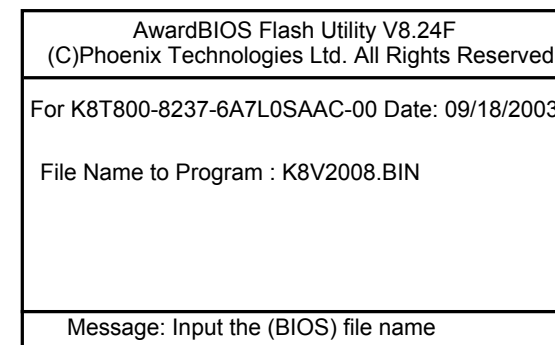 AwardBIOS Flash Utility V8.24F
(C)Phoenix Technologies Ltd. All Rights Reserved
For K8T800-8237-6A7L0SAAC-00 Date: 09/18/2003
File Name to Program : K8V2008.BIN
Message: Input the (BIOS) file name